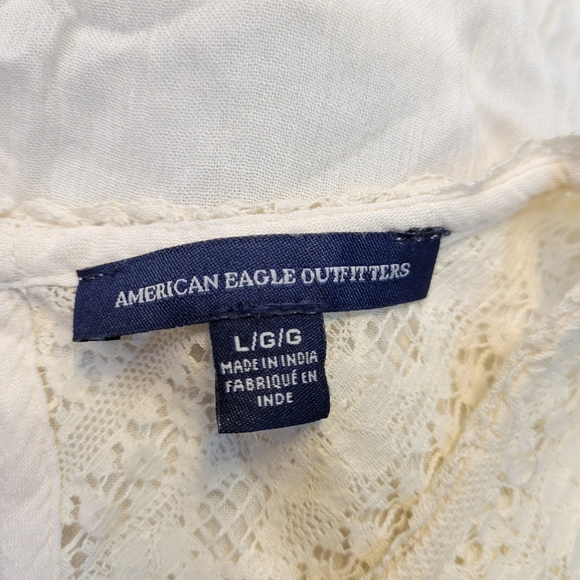 AMERICAN EAGLE OUTFITTERS
L/G/G
MADE IN INDIA
FABRIQUÉ EN
INDE